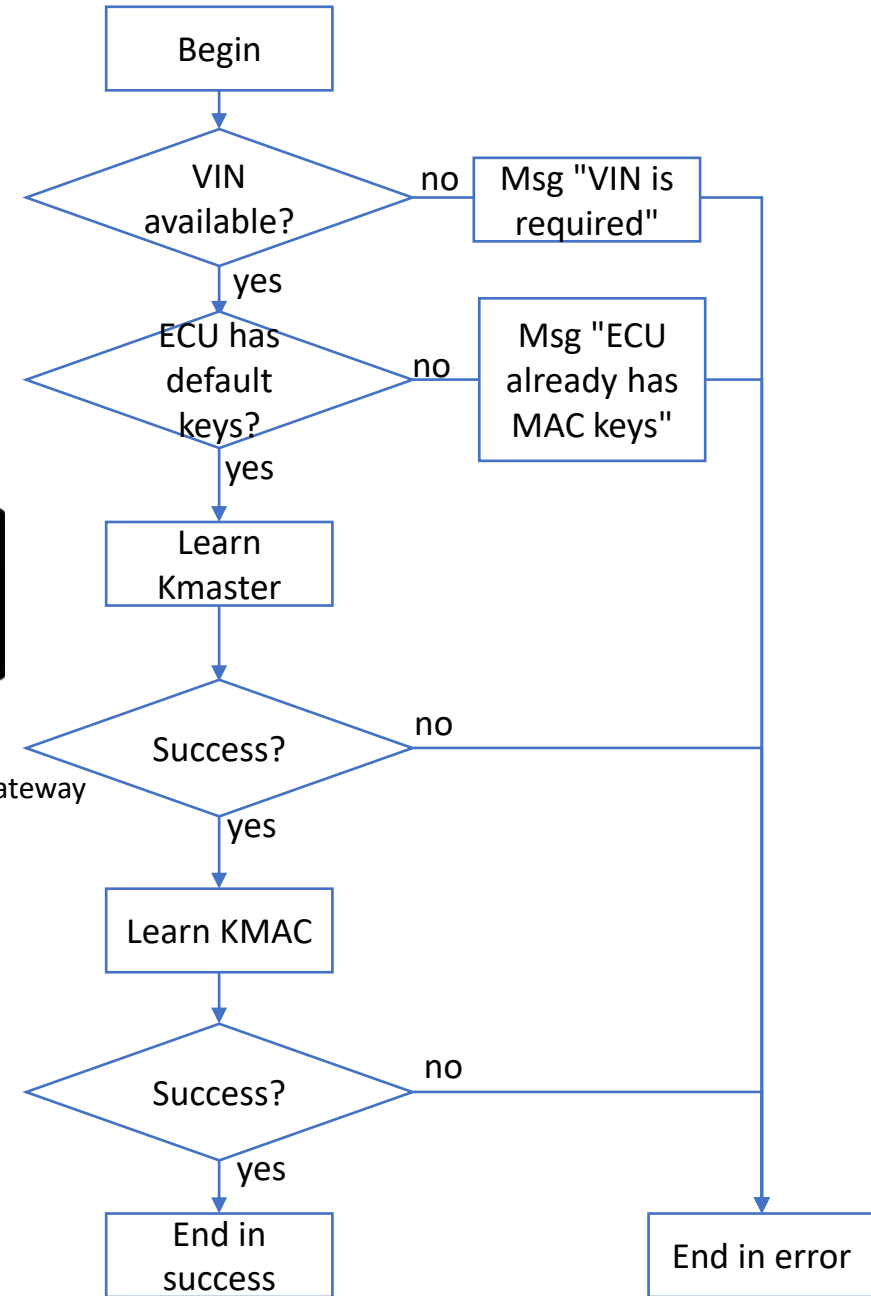 Begin
VIN
available?
no
Msg "VIN is
required"
yes
ECU has
default
keys?
no
Msg "ECU
already has
MAC keys"
yes
Learn
Kmaster
Success?
no
ateway
yes
Learn KMAC
Success?
no
yes
End in
success
End in error